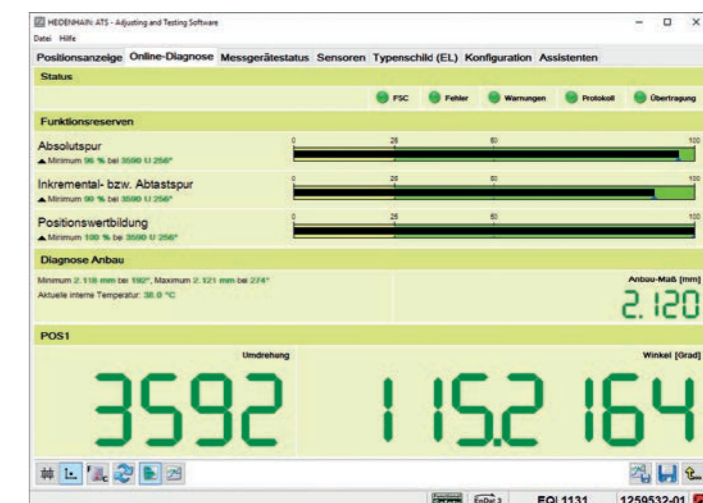 HEIDENHAIN: ATS - Adjusting and Testing Software
Datei Hilfe
Positionsanzeige Online-Diagnose Messgerätestatus Sensoren Typenschild (EL) Konfiguration Assistenten
Status
FSC Fehler Warnungen Protokoll Übertragung
Funktionsreserven
Absolutspur
0 25 50 100
Minimum 96 % bei 3590 U 256°
Inkremental- bzw. Abtastspur
0 25 50 100
Minimum 90 % bei 3590 U 256°
Positionswertbildung
0 25 50 100
Minimum 100 % bei 3590 U 256°
Diagnose Anbau
Minimum 2.118 mm bei 192°, Maximum 2.121 mm bei 274°
Anbau-Maß [mm]
Aktuelle interne Temperatur: 38.0 °C
2.120
POS1
Umdrehung Winkel [Grad]
3592 115.2164
EnDat 3 EQI 1131 1259532-01